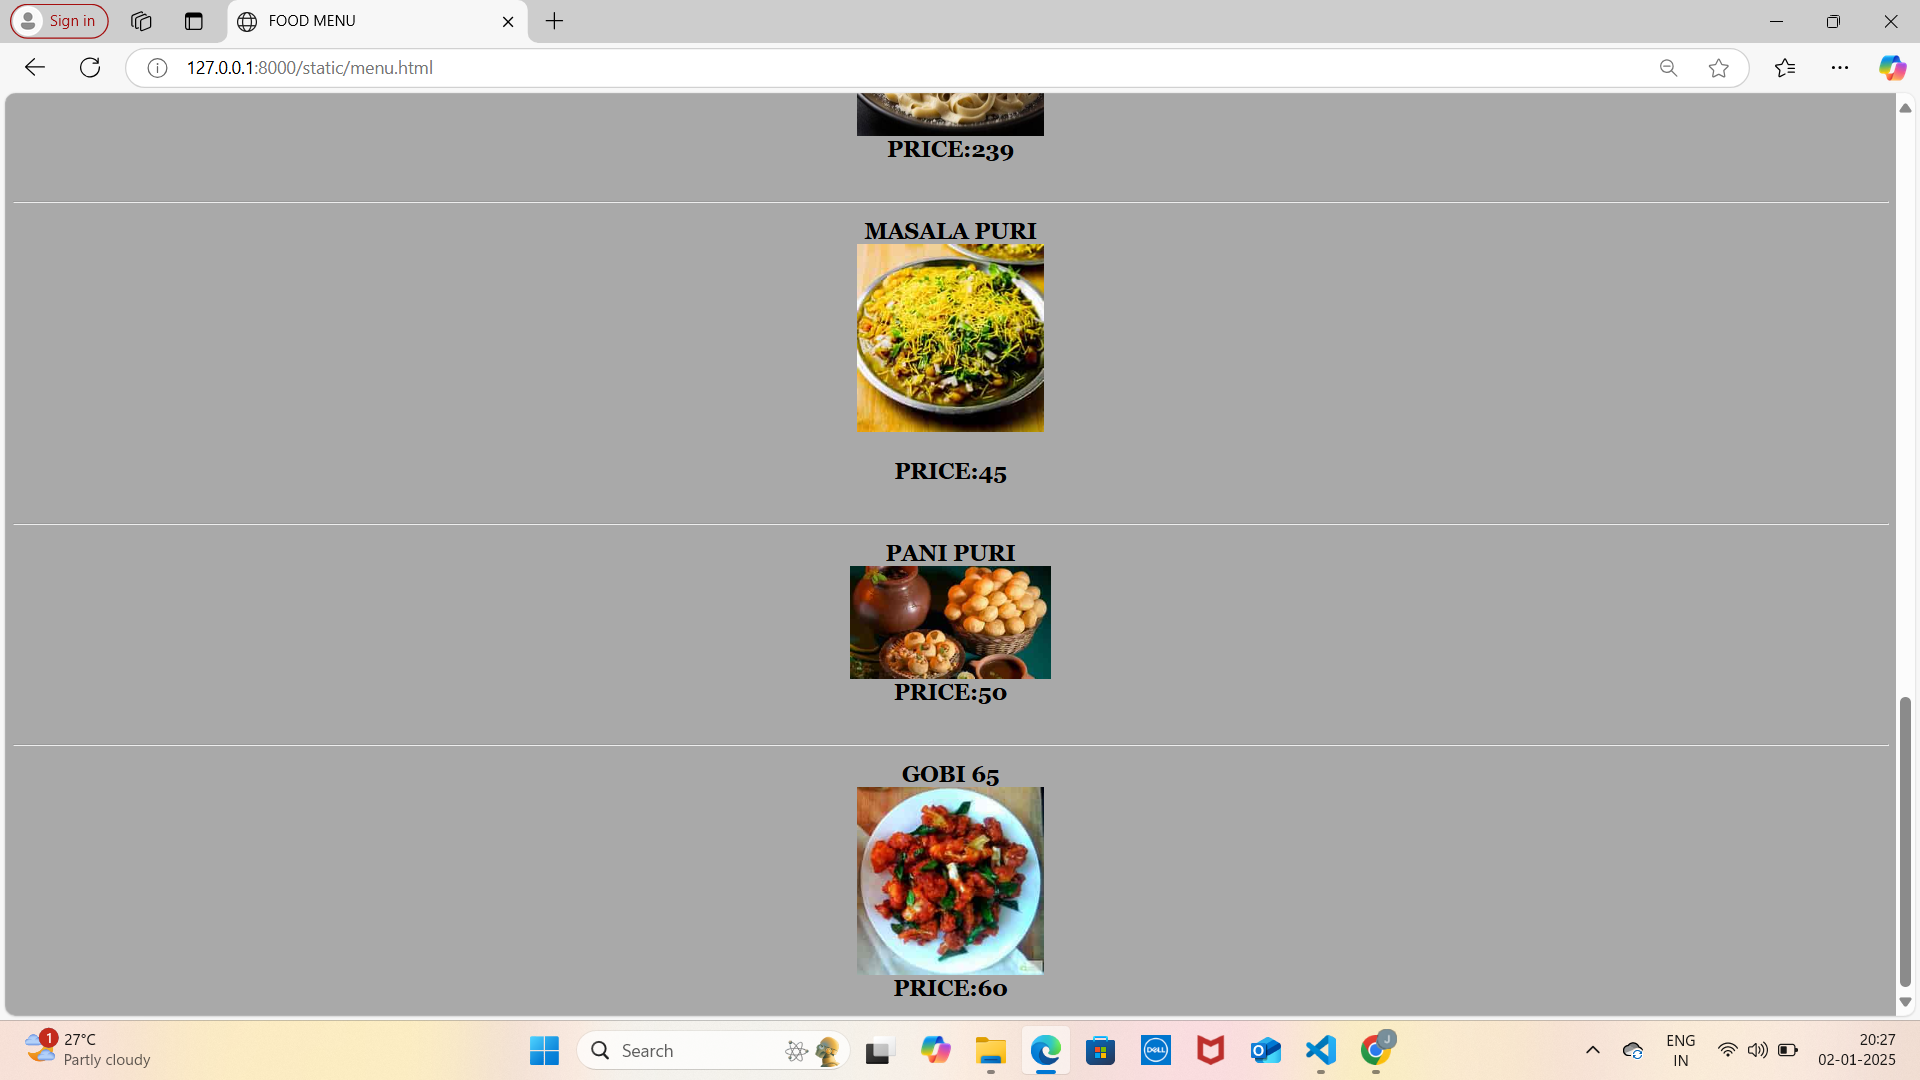 Sign in
FOOD MENU
127.0.0.1:8000/static/menu.html
PRICE:239
MASALA PURI
PRICE:45
PANI PURI
PRICE:50
GOBI 65
PRICE:60
1
27°C
Partly cloudy
Search
DELL
J
ENG
IN
20:27
02-01-2025